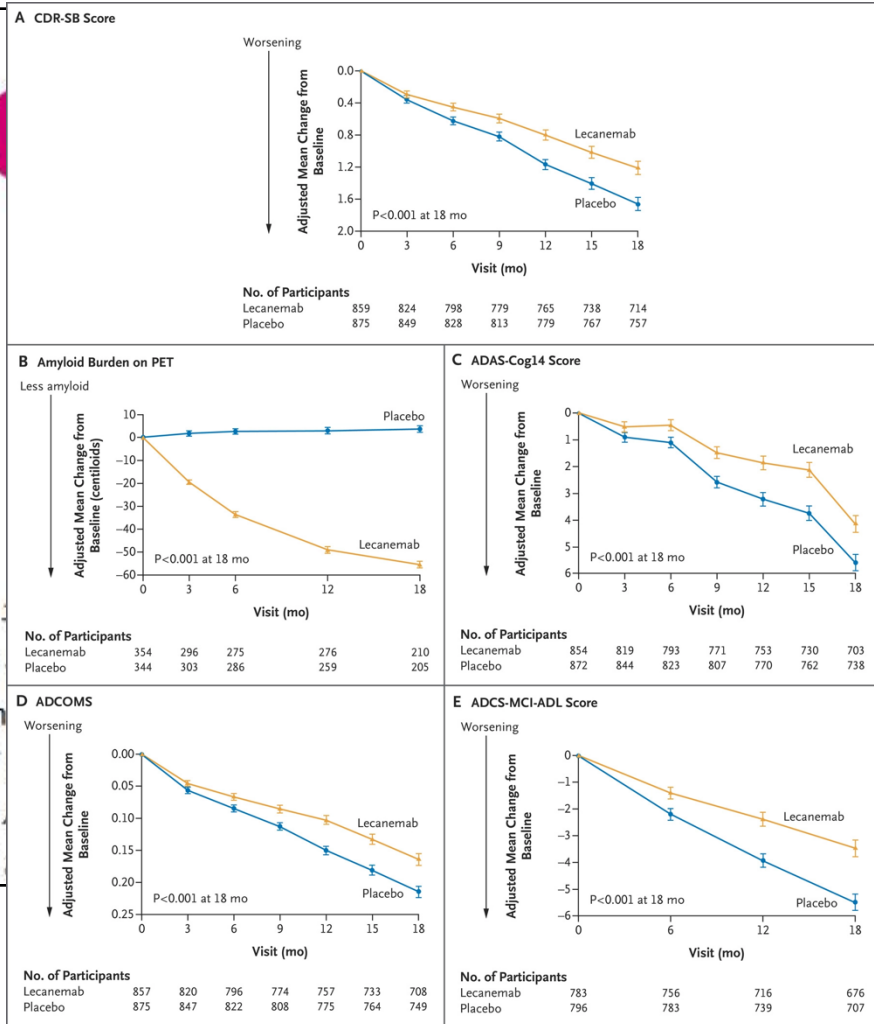 A CDR-SB Score
Worsening
Adjusted Mean Change from
Baseline
0.0
0.4
0.8
1.2
1.6
2.0
Lecanemab
Placebo
P<0.001 at 18 mo
0 3 6 9 12 15 18
Visit (mo)
No. of Participants
Lecanemab 859 824 798 779 765 738 714
Placebo 875 849 828 813 779 767 757
B Amyloid Burden on PET
Less amyloid
Adjusted Mean Change from
Baseline (centiloids)
10
0
−10
−20
−30
−40
−50
−60
Placebo
Lecanemab
P<0.001 at 18 mo
0 3 6 12 18
Visit (mo)
No. of Participants
Lecanemab 354 296 275 276 210
Placebo 344 303 286 259 205
C ADAS-Cog14 Score
Worsening
Adjusted Mean Change from
Baseline
0
1
2
3
4
5
6
Lecanemab
Placebo
P<0.001 at 18 mo
0 3 6 9 12 15 18
Visit (mo)
No. of Participants
Lecanemab 854 819 793 771 753 730 703
Placebo 872 844 823 807 770 762 738
D ADCOMS
Worsening
Adjusted Mean Change from
Baseline
0.00
0.05
0.10
0.15
0.20
0.25
Lecanemab
Placebo
P<0.001 at 18 mo
0 3 6 9 12 15 18
Visit (mo)
No. of Participants
Lecanemab 857 820 796 774 757 733 708
Placebo 875 847 822 808 775 764 749
E ADCS-MCI-ADL Score
Worsening
Adjusted Mean Change from
Baseline
0
−1
−2
−3
−4
−5
−6
Lecanemab
Placebo
P<0.001 at 18 mo
0 6 12 18
Visit (mo)
No. of Participants
Lecanemab 783 756 716 676
Placebo 796 783 739 707